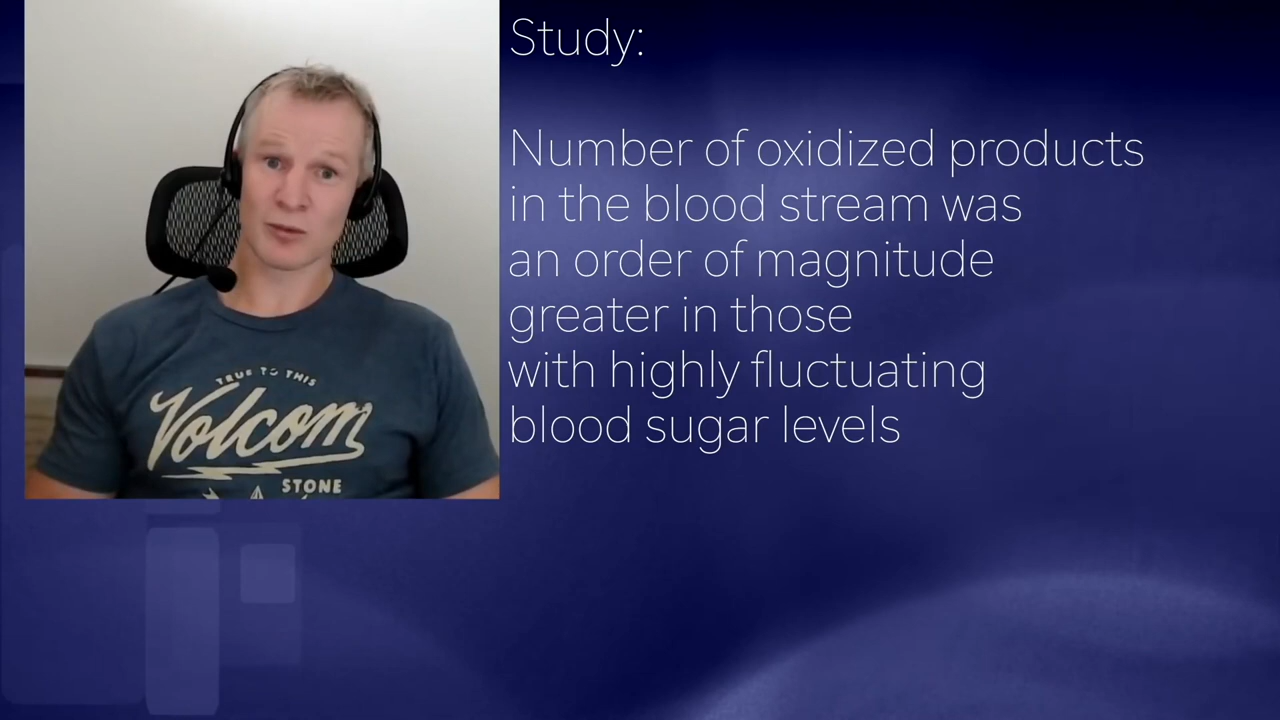 Study:
Number of oxidized products
in the blood stream was
an order of magnitude
greater in those
with highly fluctuating
blood sugar levels
TRUE TO THIS
Volcom
STONE